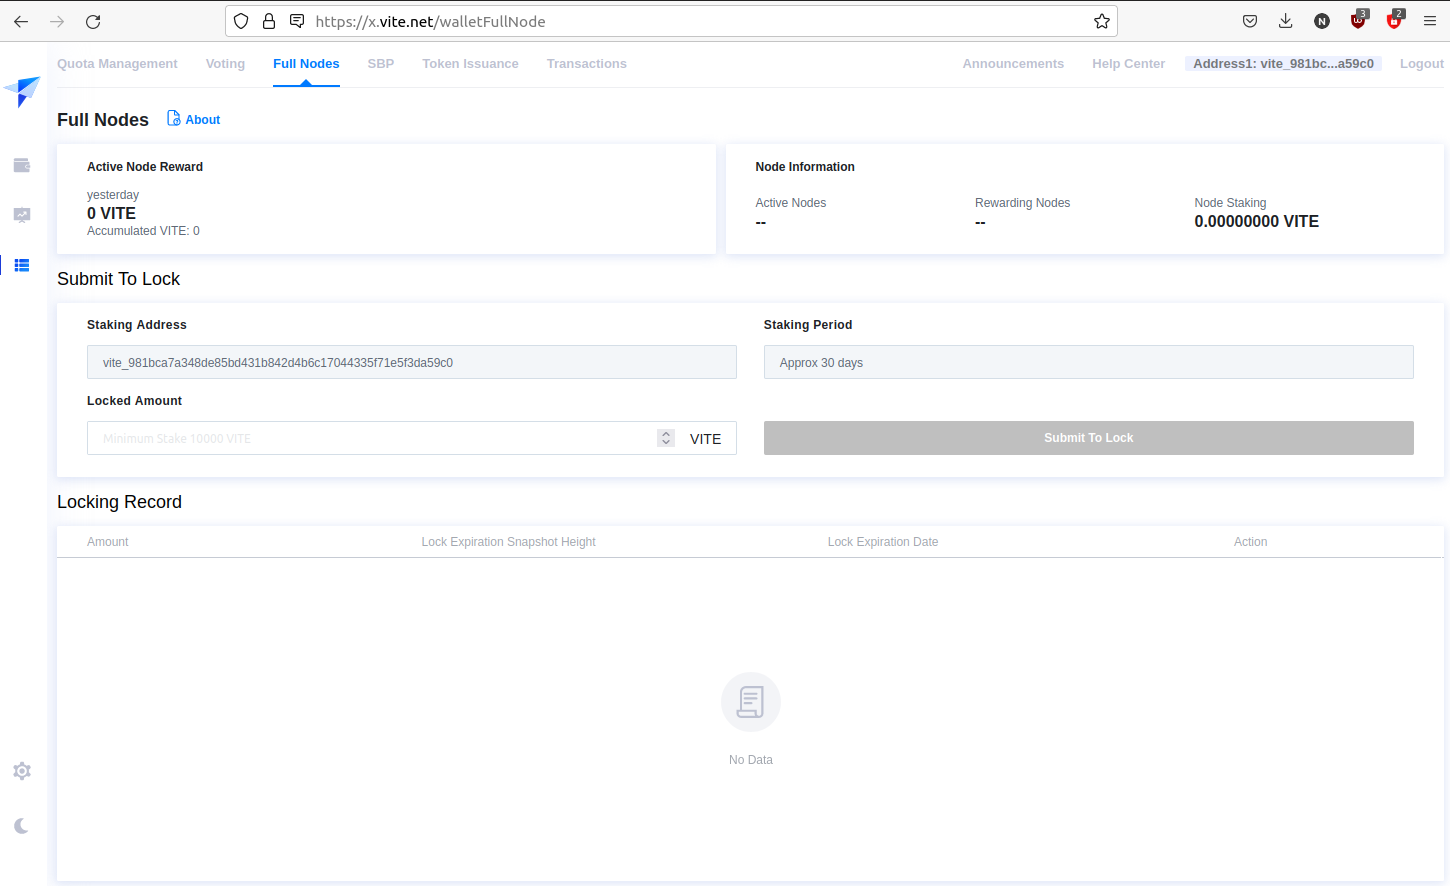 https://x.vite.net/walletFullNode
N
3
2
Quota Management Voting Full Nodes SBP Token Issuance Transactions Announcements Help Center Address1: vite_981bc...a59c0 Logout
Full Nodes About
Active Node Reward
yesterday
0 VITE
Accumulated VITE: 0
Node Information
Active Nodes Rewarding Nodes Node Staking
-- -- 0.00000000 VITE
Submit To Lock
Staking Address Staking Period
vite_981bca7a348de85bd431b842d4b6c17044335f71e5f3da59c0 Approx 30 days
Locked Amount
Minimum Stake 10000 VITE VITE Submit To Lock
Locking Record
Amount Lock Expiration Snapshot Height Lock Expiration Date Action
No Data